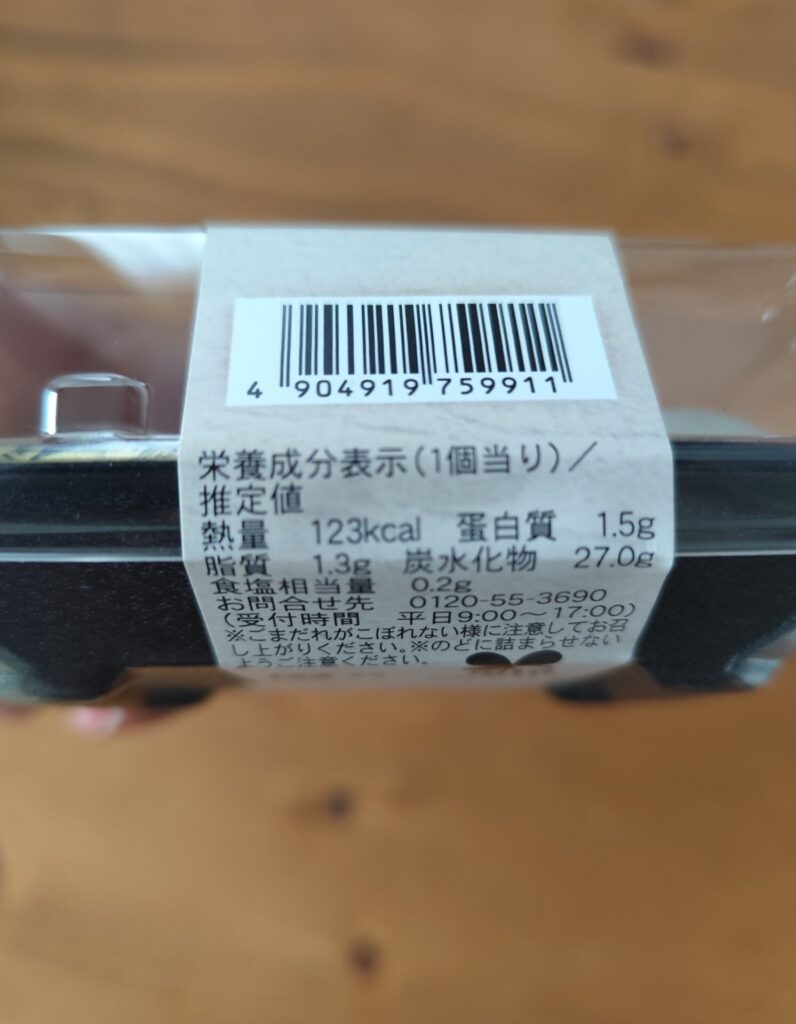 4 904919 759911
栄養成分表示(1個当り)/
推定値
熱量 123kcal 蛋白質 1.5g
脂質 1.3g 炭水化物 27.0g
食塩相当量 0.2g
お問合せ先 0120-55-3690
(受付時間 平日9:00～17:00)
※ごまだれがこぼれない様に注意してお召
し上がりください。※のどに詰まらせない
ようご注意ください。